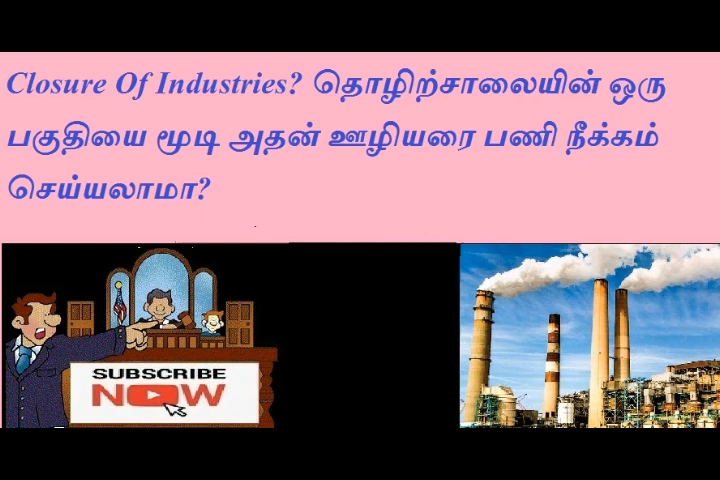 Closure Of Industries? தொழிற்சாலையின் ஒரு
பகுதியை மூடி அதன் ஊழியரை பணி நீக்கம்
செய்யலாமா?
SUBSCRIBE
NOW